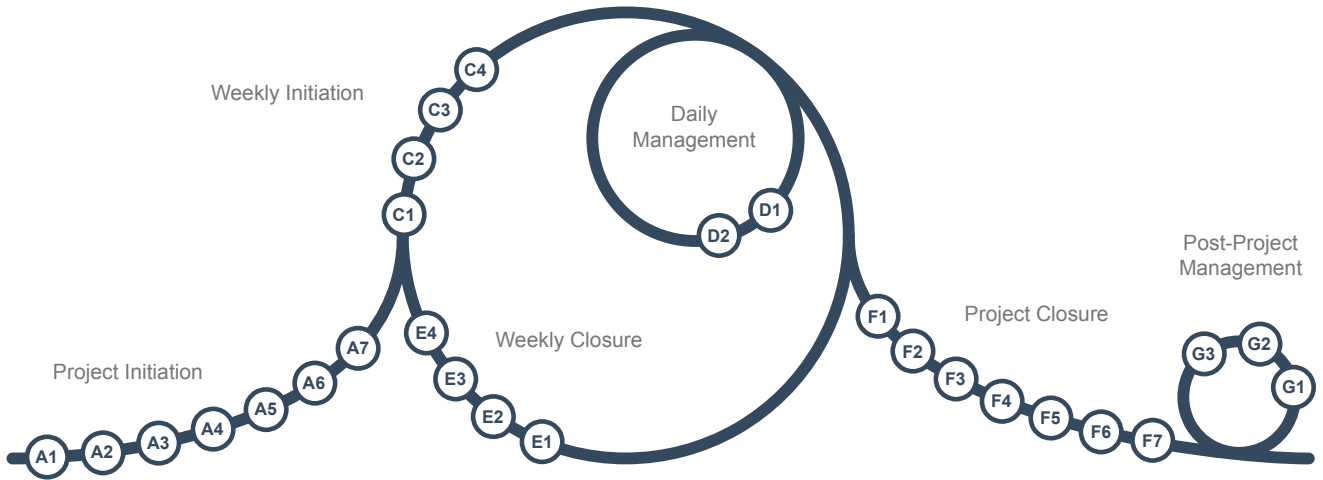 Weekly Initiation
C4
C3
C2
C1
Daily
Management
D1
D2
Project Initiation
A1
A2
A3
A4
A5
A6
A7
Weekly Closure
E4
E3
E2
E1
Project Closure
F1
F2
F3
F4
F5
F6
F7
Post-Project
Management
G3
G2
G1